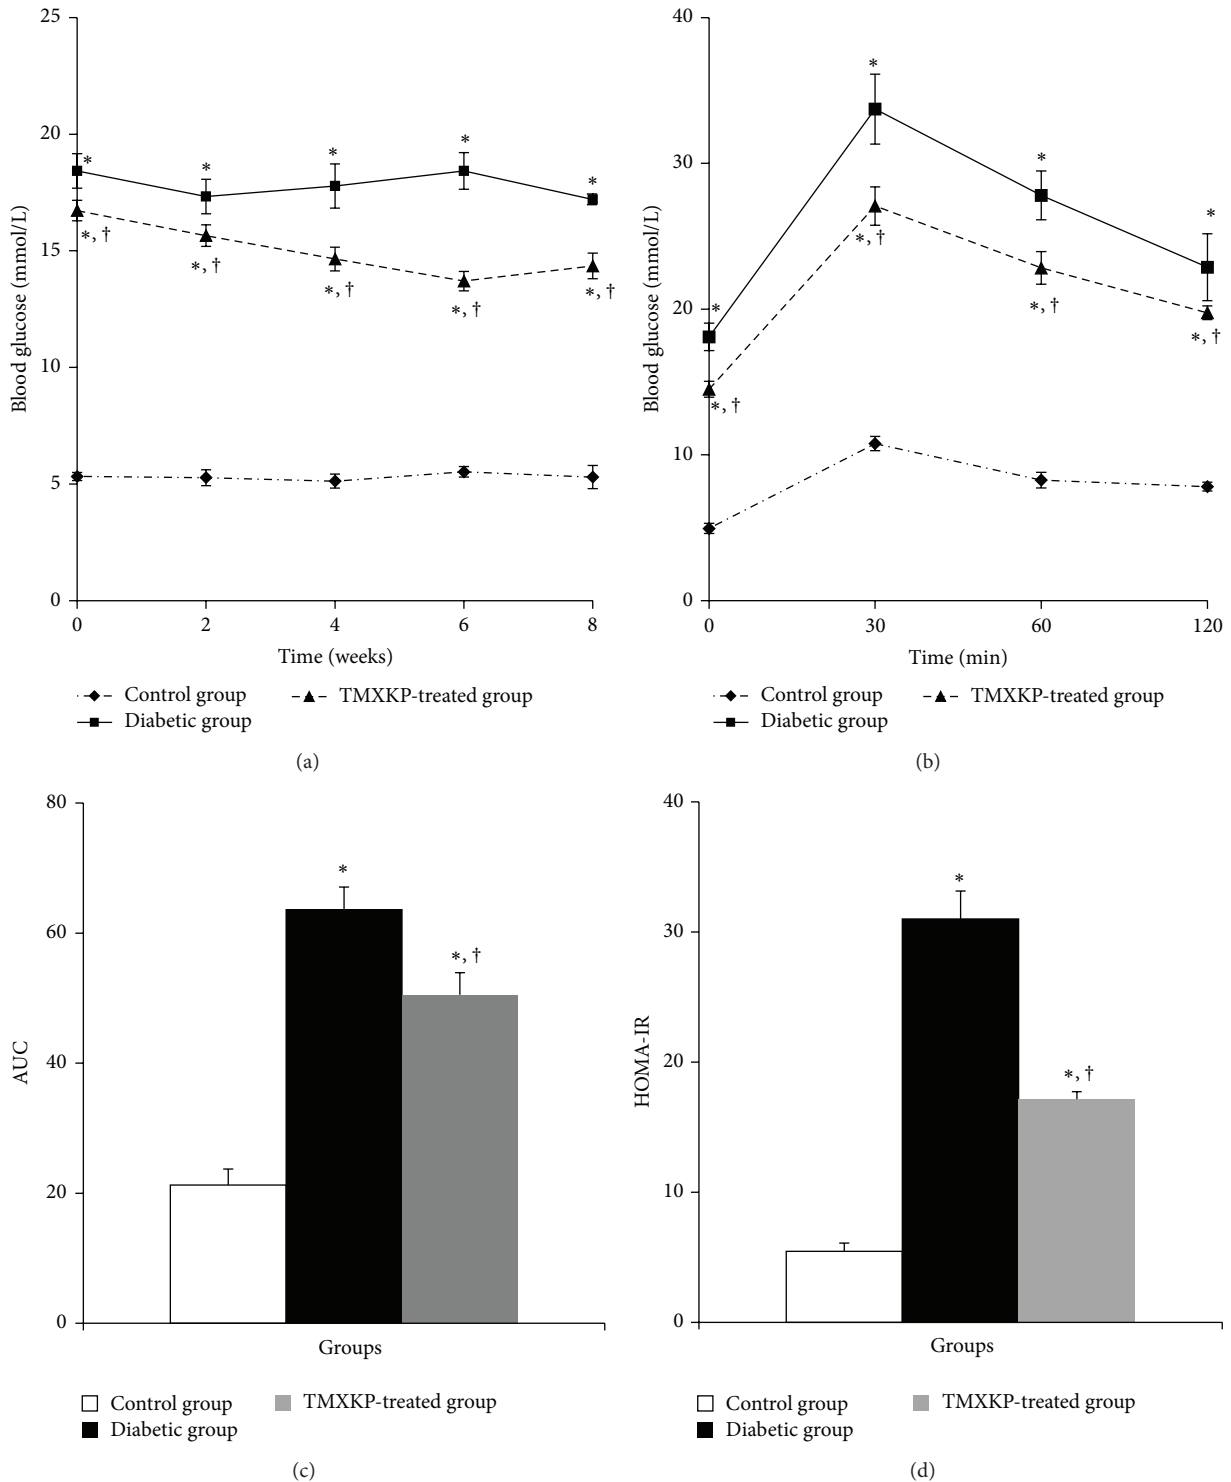 25
20
15
10
5
0
Blood glucose (mmol/L)
*
*
*
*
*
*, †
*, †
*, †
*, †
*, †
0 2 4 6 8
Time (weeks)
Control group TMXKP-treated group
Diabetic group
(a)
40
30
20
10
0
Blood glucose (mmol/L)
*
*
*
*
*, †
*, †
*, †
*, †
0 30 60 120
Time (min)
Control group TMXKP-treated group
Diabetic group
(b)
80
60
40
20
0
AUC
*
*, †
Groups
Control group TMXKP-treated group
Diabetic group
(c)
40
30
20
10
0
HOMA-IR
*
*, †
Groups
Control group TMXKP-treated group
Diabetic group
(d)